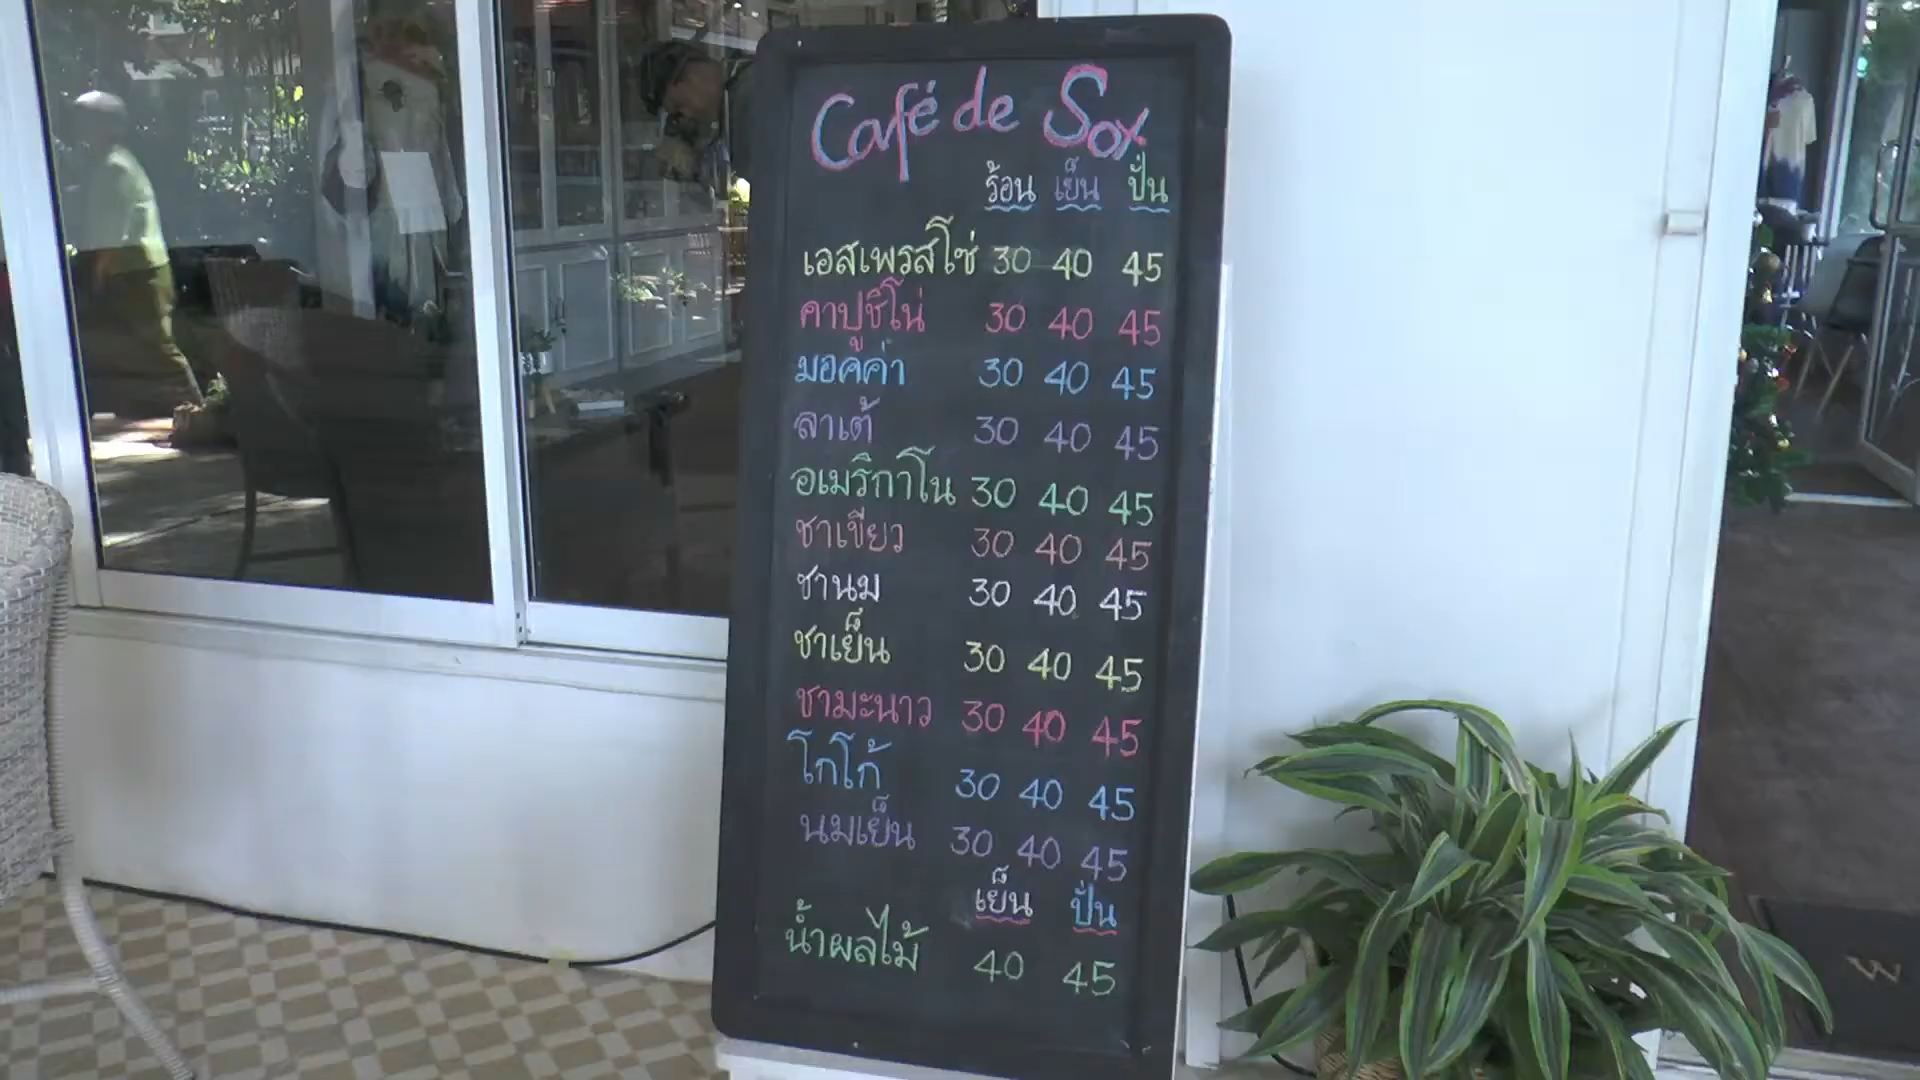 Café de Sox
ร้อน เย็น ปั่น
เอสเพรสโซ่ 30 40 45
คาปูชิโน่ 30 40 45
มอคค่า 30 40 45
ลาเต้ 30 40 45
อเมริกาโน 30 40 45
ชาเขียว 30 40 45
ชานม 30 40 45
ชาเย็น 30 40 45
ชามะนาว 30 40 45
โกโก้ 30 40 45
นมเย็น 30 40 45
เย็น ปั่น
น้ำผลไม้ 40 45